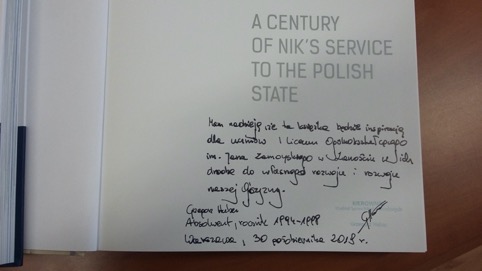 A CENTURY
OF NIK'S SERVICE
TO THE POLISH
STATE
Mam nadzieję że ta książka będzie inspiracją
dla uczniów I Liceum Ogólnokształcącego
im. Jana Zamoyskiego w Zamościu w ich
drodze do własnego rozwoju i rozwoju
naszej Ojczyzny.
Absolwent, rocznik 1994-1998
Warszawa, 30 października 2019 r.